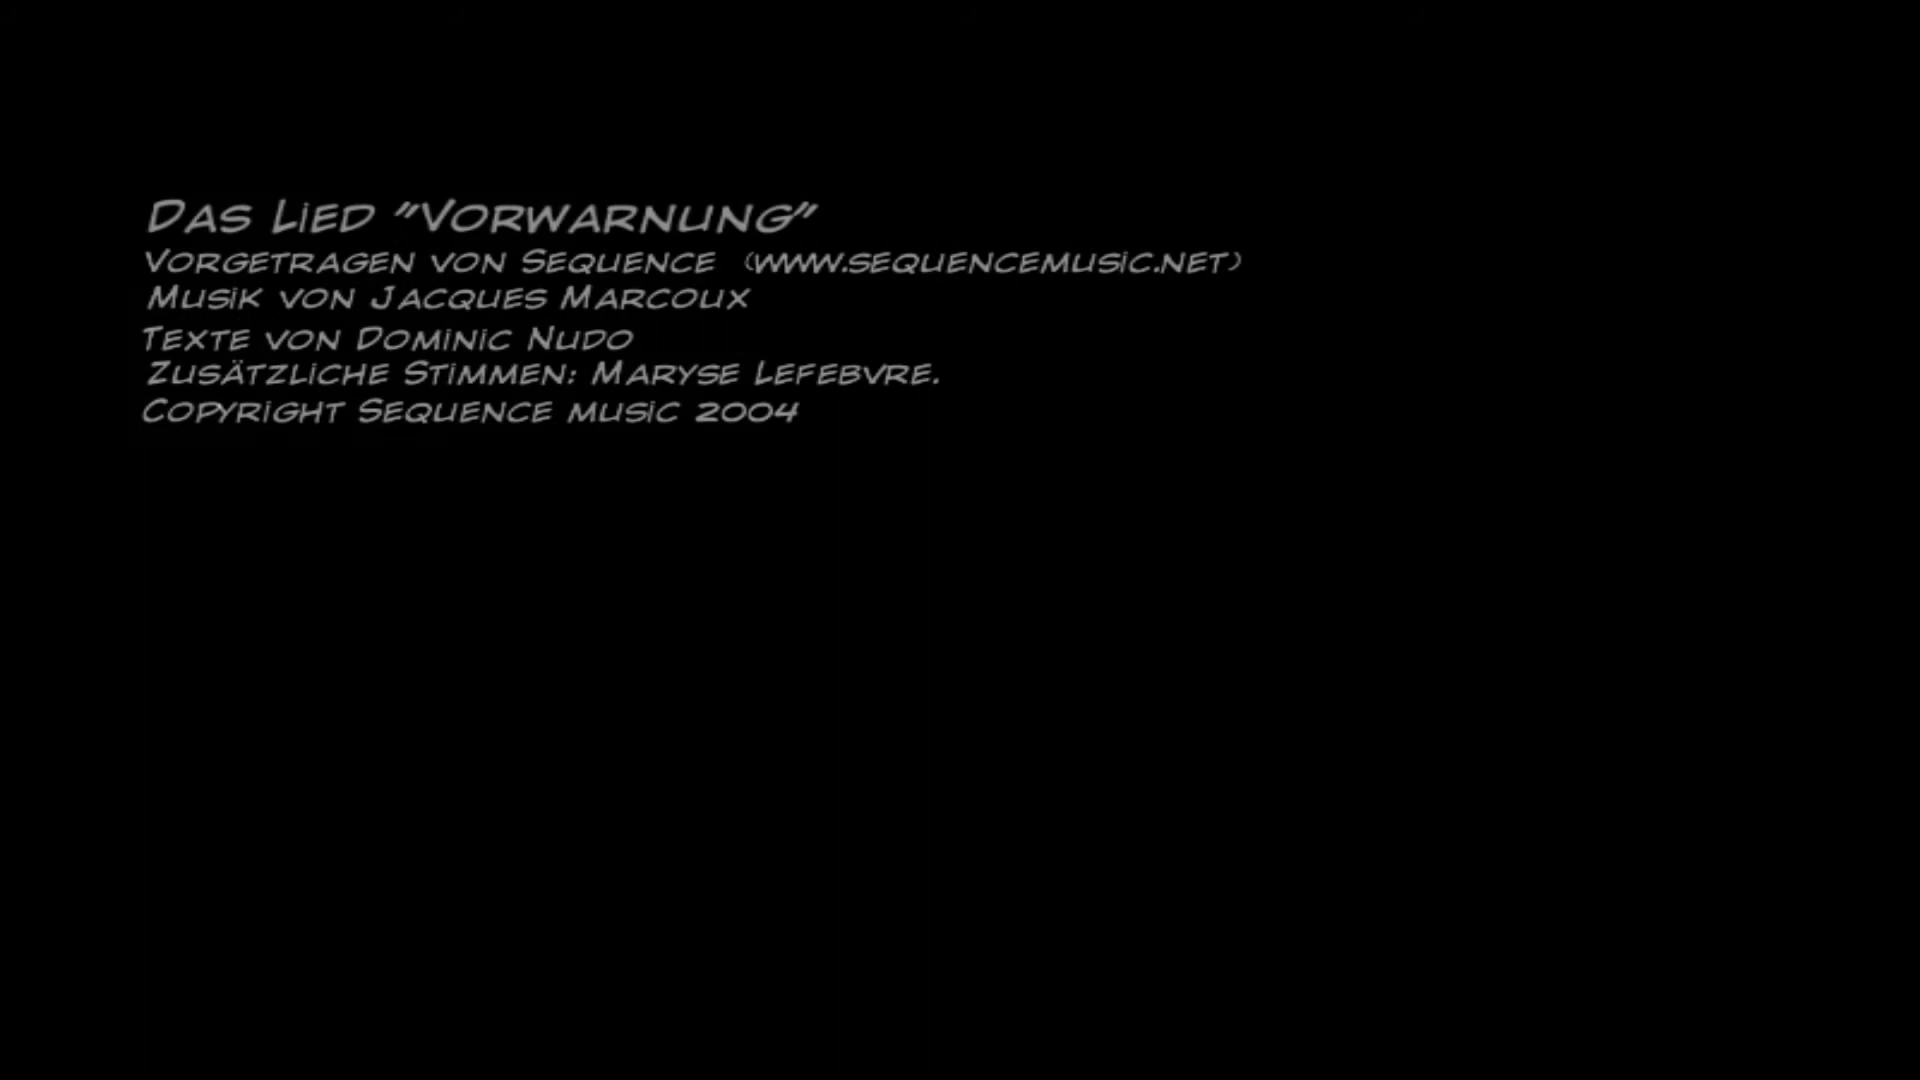 Das Lied "Vorwarnung"
Vorgetragen von Sequence (www.sequencemusic.net)
Musik von Jacques Marcoux
Texte von Dominic Nudo
Zusätzliche Stimmen: Maryse Lefebvre.
Copyright Sequence music 2004